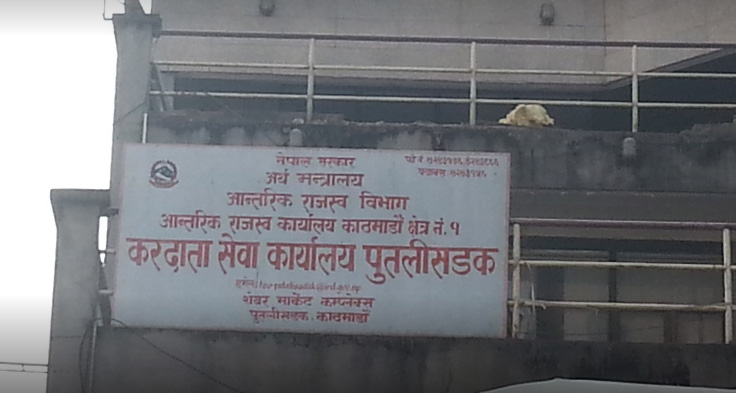 नेपाल सरकार
अर्थ मन्त्रालय
आन्तरिक राजस्व विभाग
आन्तरिक राजस्व कार्यालय काठमाडौं क्षेत्र नं. १
करदाता सेवा कार्यालय पुतलीसडक
शंकर मार्केट कम्प्लेक्स
पुतलीसडक, काठमाडौं